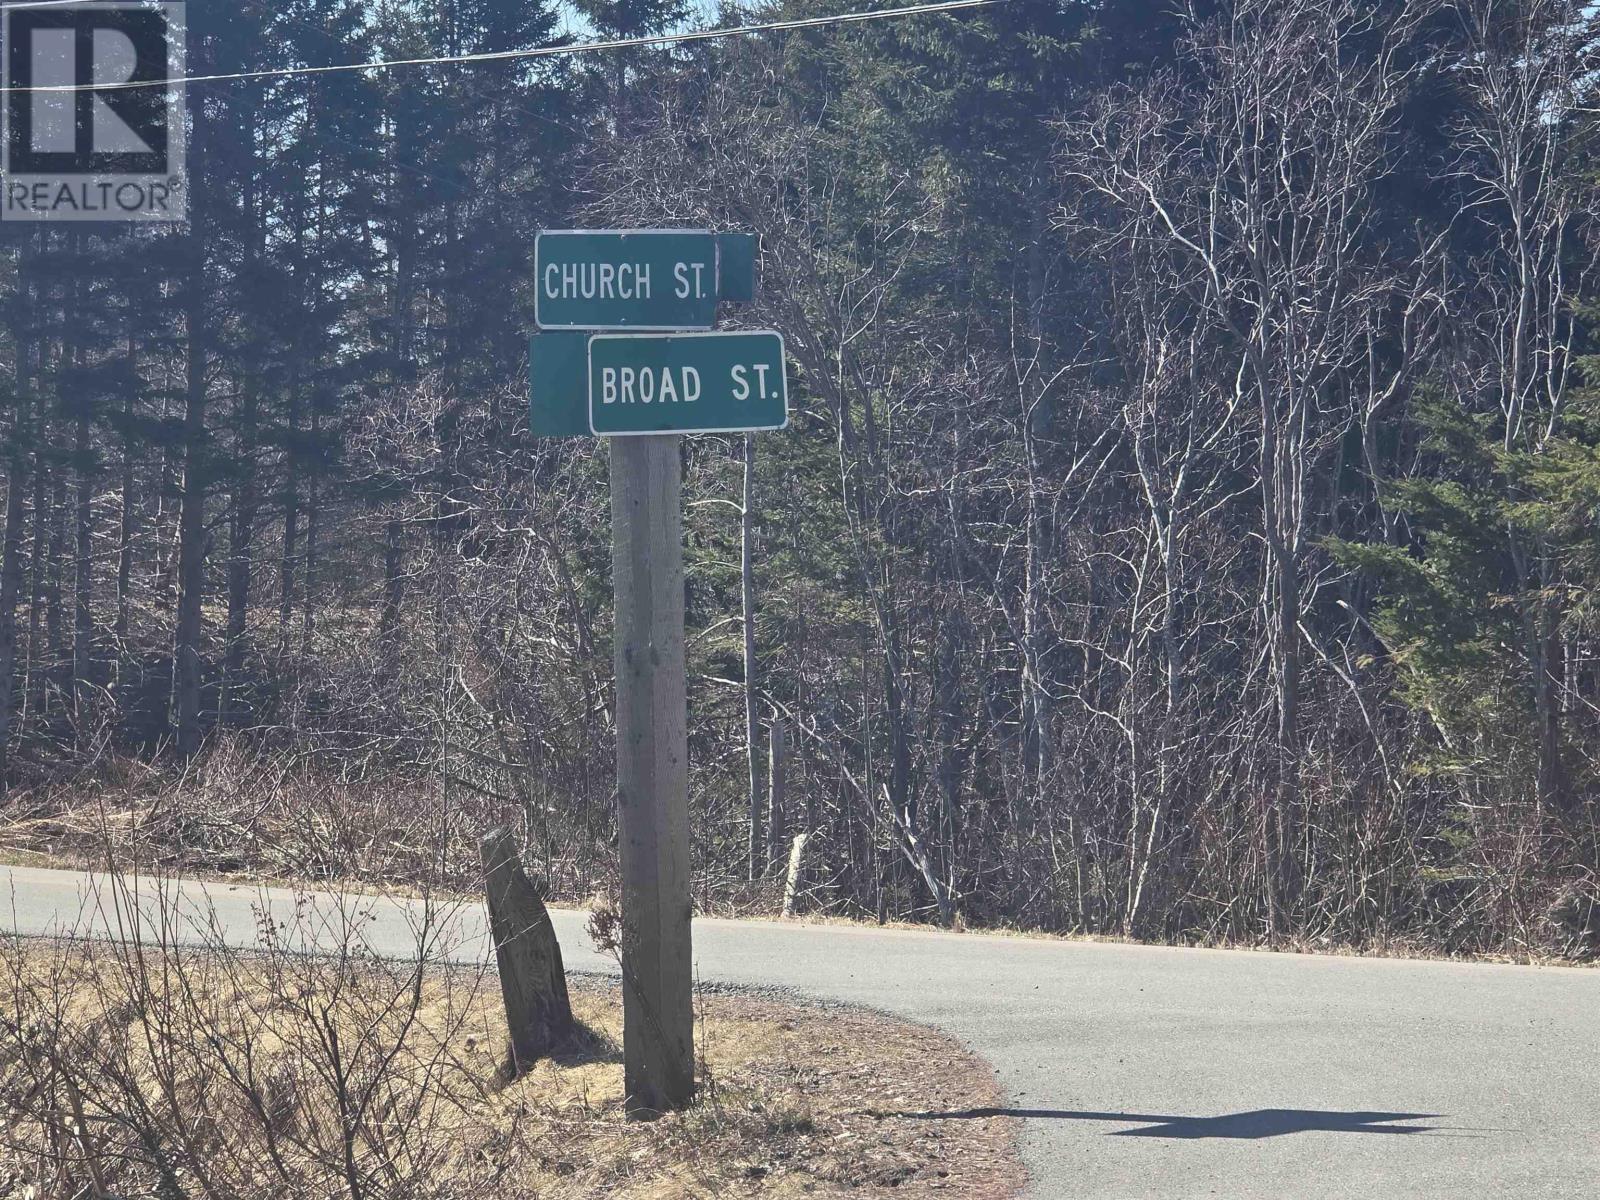 R
REALTOR®
CHURCH ST.
BROAD ST.